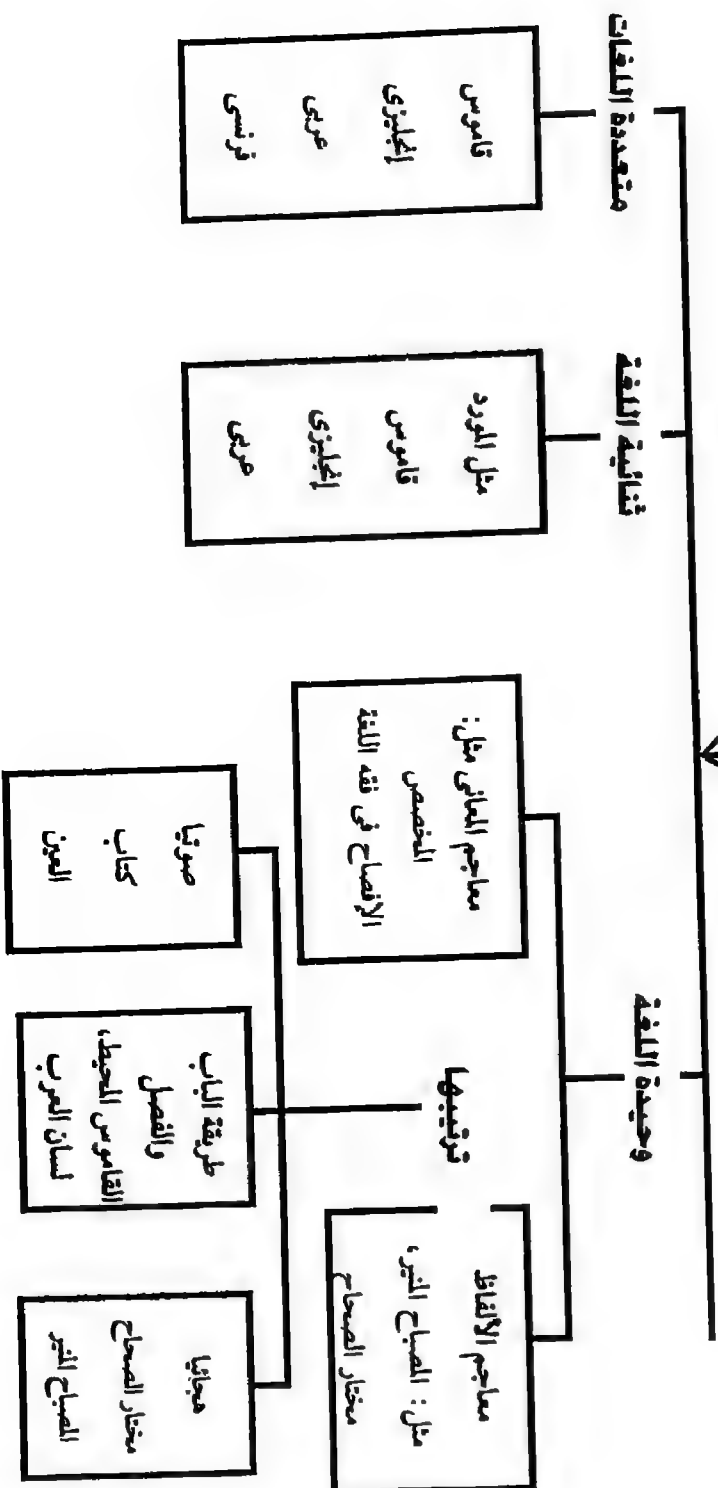 وحيدة اللغة
ثنائية اللغة
متعددة اللغات
معاجم الألفاظ
مثل: المصباح المنير،
مختار الصحاح
ترتيبها
معاجم المعانى مثل:
المخصص
الإفصاح فى فقه اللغة
مثل المورد
قاموس
إنجليزى
عربى
قاموس
إنجليزى
عربى
فرنسى
هجائيا
مختار الصحاح
المصباح المنير
طريقة الباب
والفصل
القاموس المحيط،
لسان العرب
صوتيا
كتاب
العين